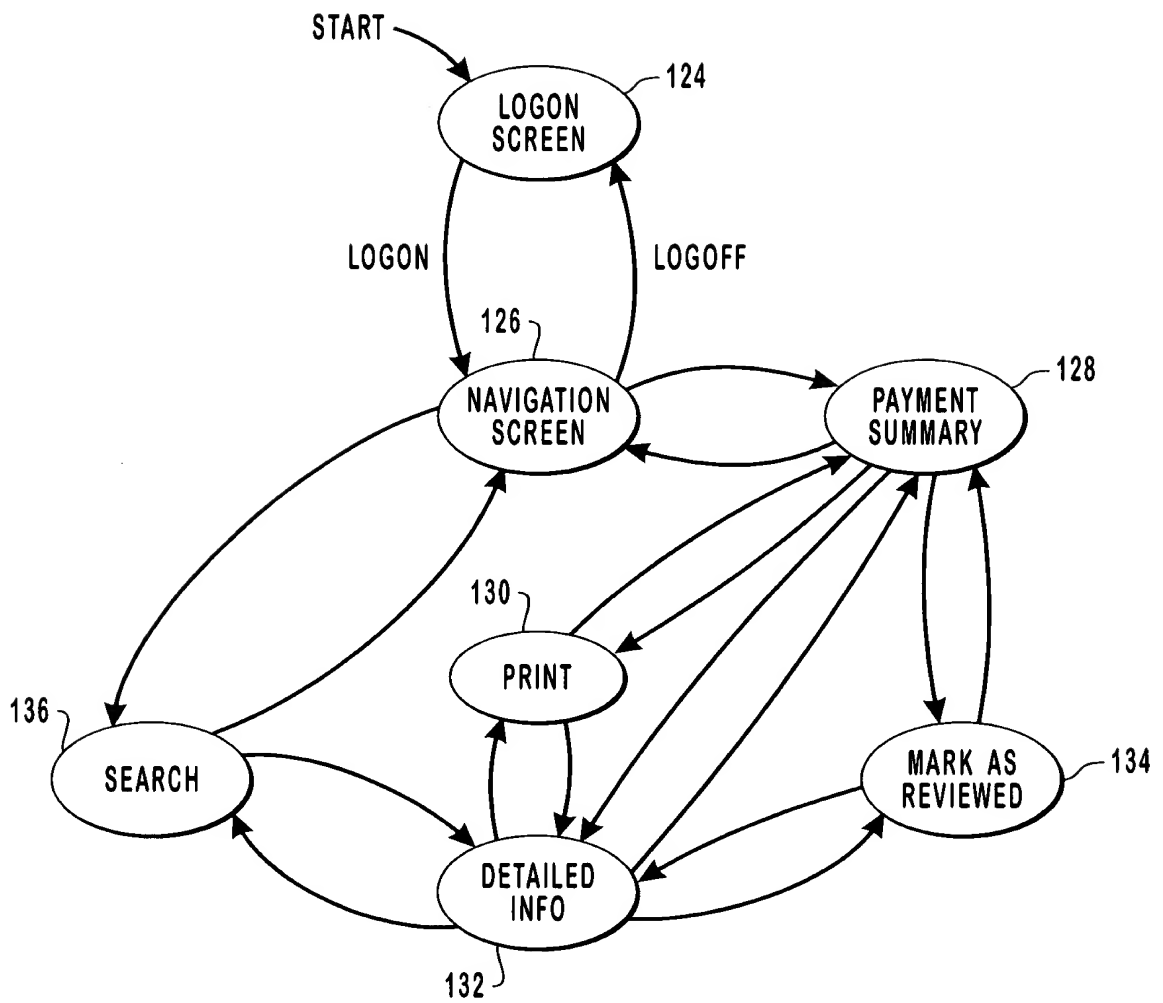 START
124
LOGON
SCREEN
LOGON
LOGOFF
126
NAVIGATION
SCREEN
128
PAYMENT
SUMMARY
130
PRINT
136
SEARCH
MARK AS
REVIEWED
134
DETAILED
INFO
132